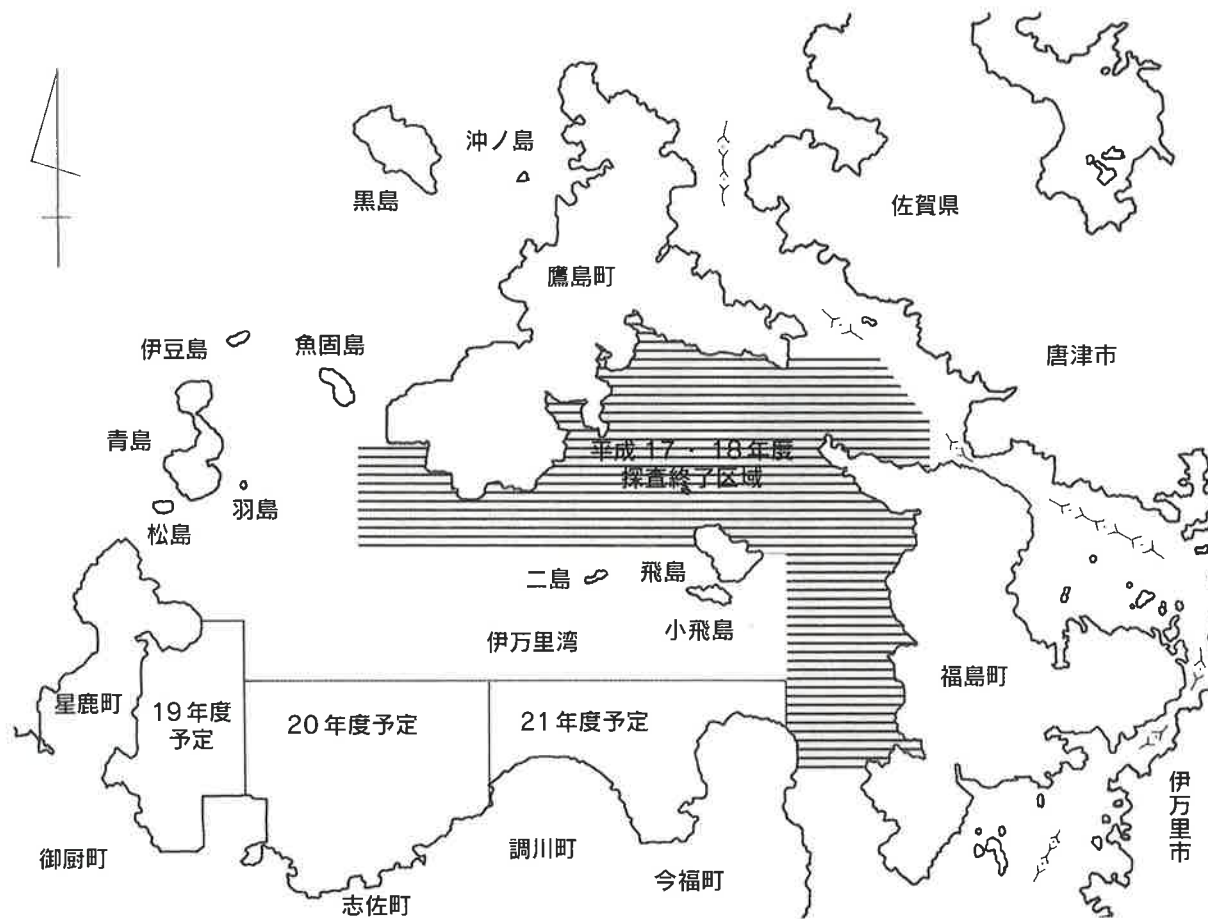 沖ノ島
黒島
佐賀県
鷹島町
伊豆島
魚固島
唐津市
青島
平成17・18年度
探査終了区域
羽島
松島
二島
飛島
小飛島
伊万里湾
星鹿町
19年度
予定
20年度予定
21年度予定
福島町
伊万里市
御厨町
調川町
今福町
志佐町